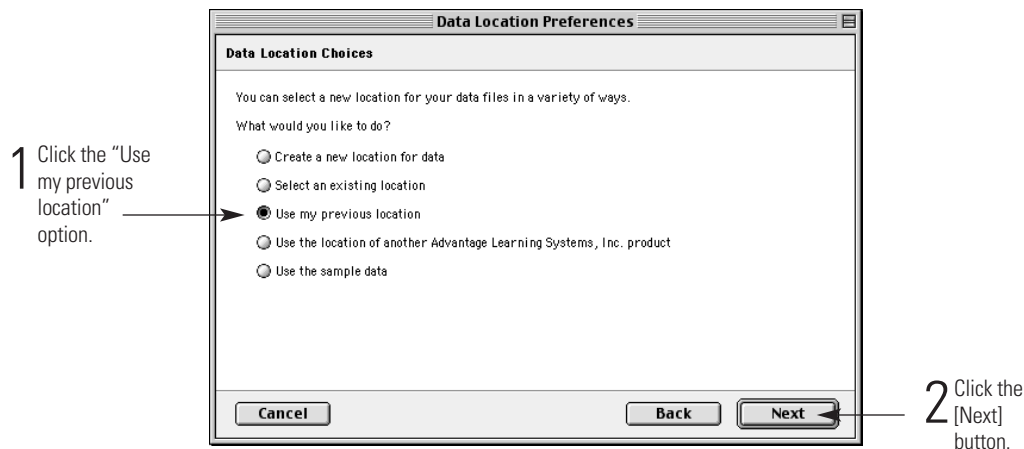 Data Location Preferences
Data Location Choices
You can select a new location for your data files in a variety of ways.
What would you like to do?
Create a new location for data
Select an existing location
Use my previous location
Use the location of another Advantage Learning Systems, Inc. product
Use the sample data
Cancel
Back
Next
1 Click the “Use
my previous
location”
option.
2 Click the
[Next]
button.